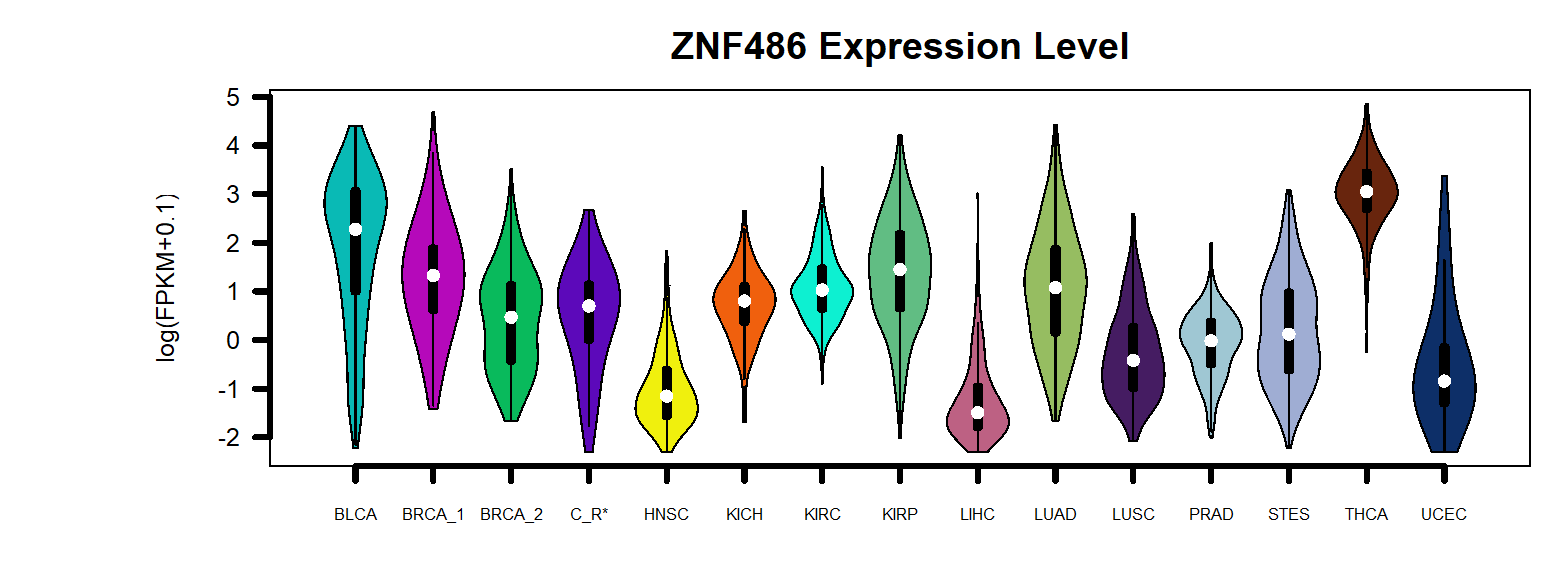 ZNF486 Expression Level
log(FPKM+0.1)
5
4
3
2
1
0
-1
-2
BLCA BRCA_1 BRCA_2 C_R* HNSC KICH KIRC KIRP LIHC LUAD LUSC PRAD STES THCA UCEC